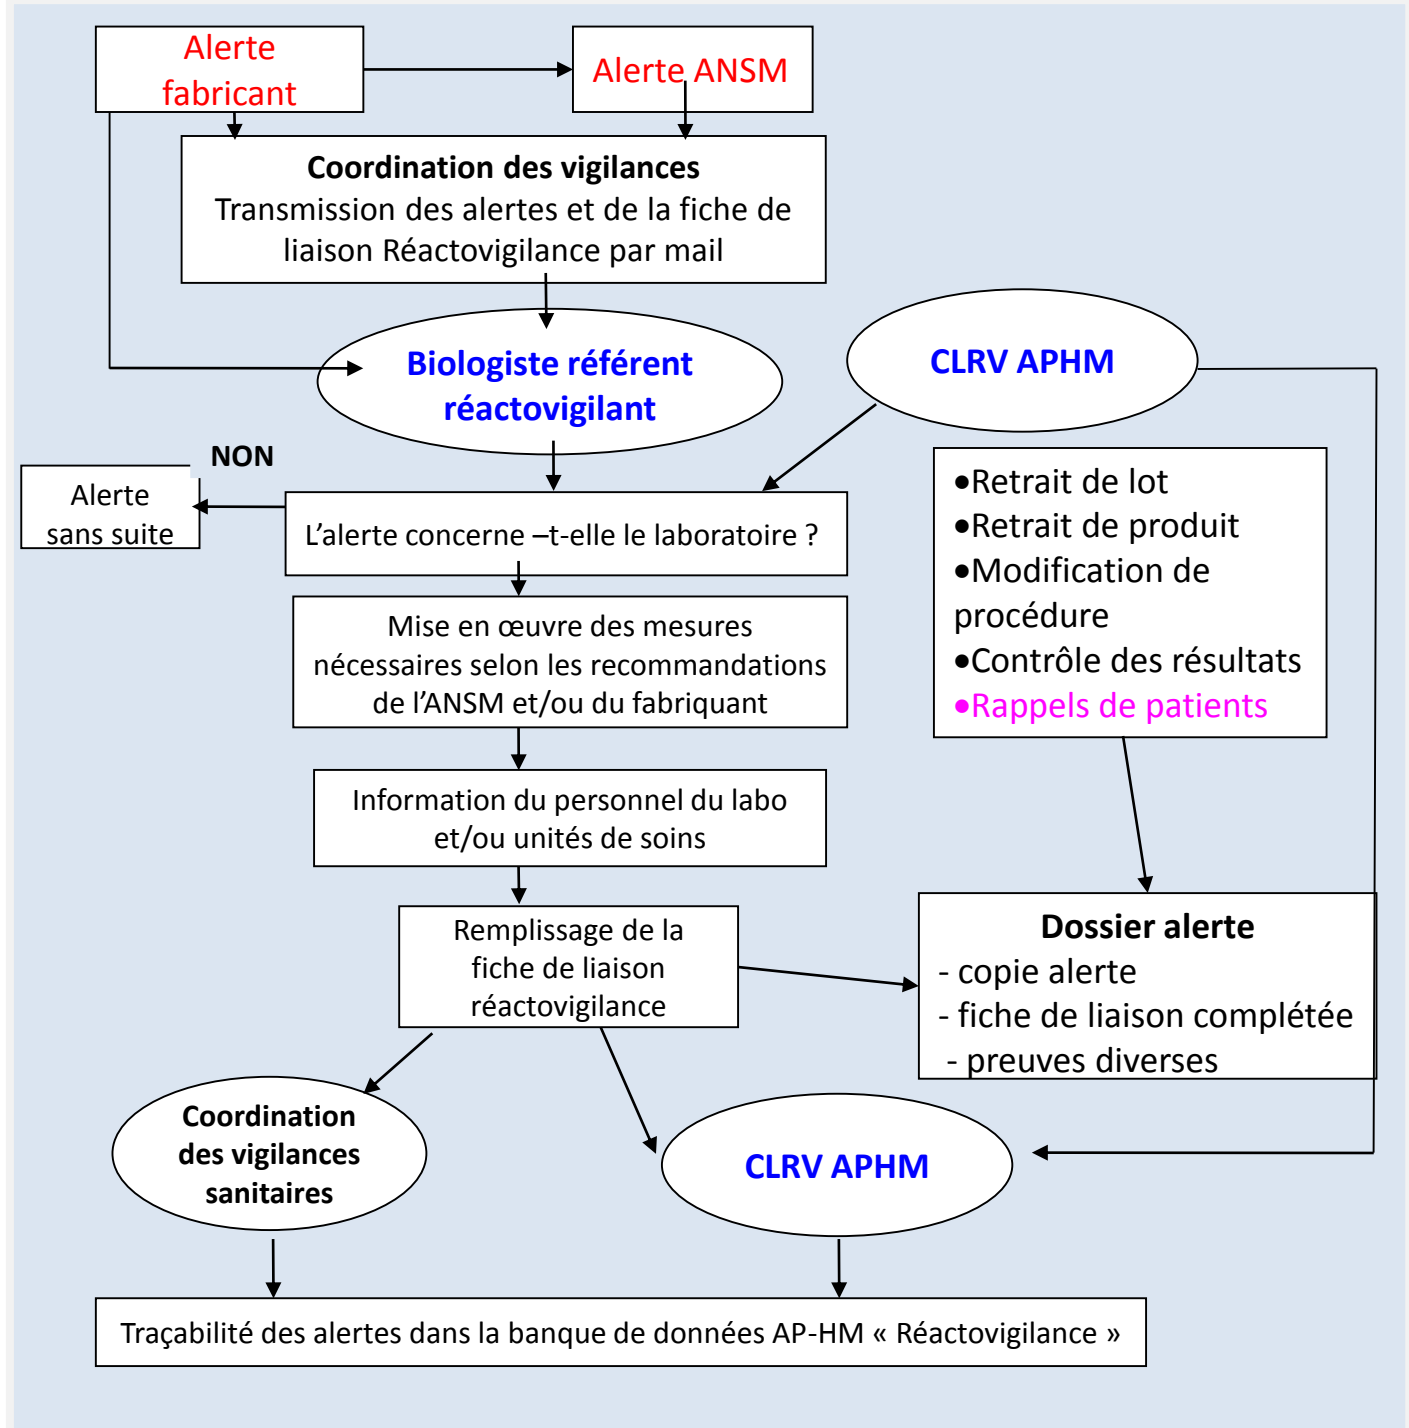 Alerte
fabricant
Alerte ANSM
Coordination des vigilances
Transmission des alertes et de la fiche de
liaison Réactovigilance par mail
Biologiste référent
réactovigilant
CLRV APHM
NON
Alerte
sans suite
L’alerte concerne –t-elle le laboratoire ?
•Retrait de lot
•Retrait de produit
•Modification de
procédure
•Contrôle des résultats
•Rappels de patients
Mise en œuvre des mesures
nécessaires selon les recommandations
de l’ANSM et/ou du fabriquant
Information du personnel du labo
et/ou unités de soins
Remplissage de la
fiche de liaison
réactovigilance
Dossier alerte
- copie alerte
- fiche de liaison complétée
- preuves diverses
Coordination
des vigilances
sanitaires
CLRV APHM
Traçabilité des alertes dans la banque de données AP-HM « Réactovigilance »